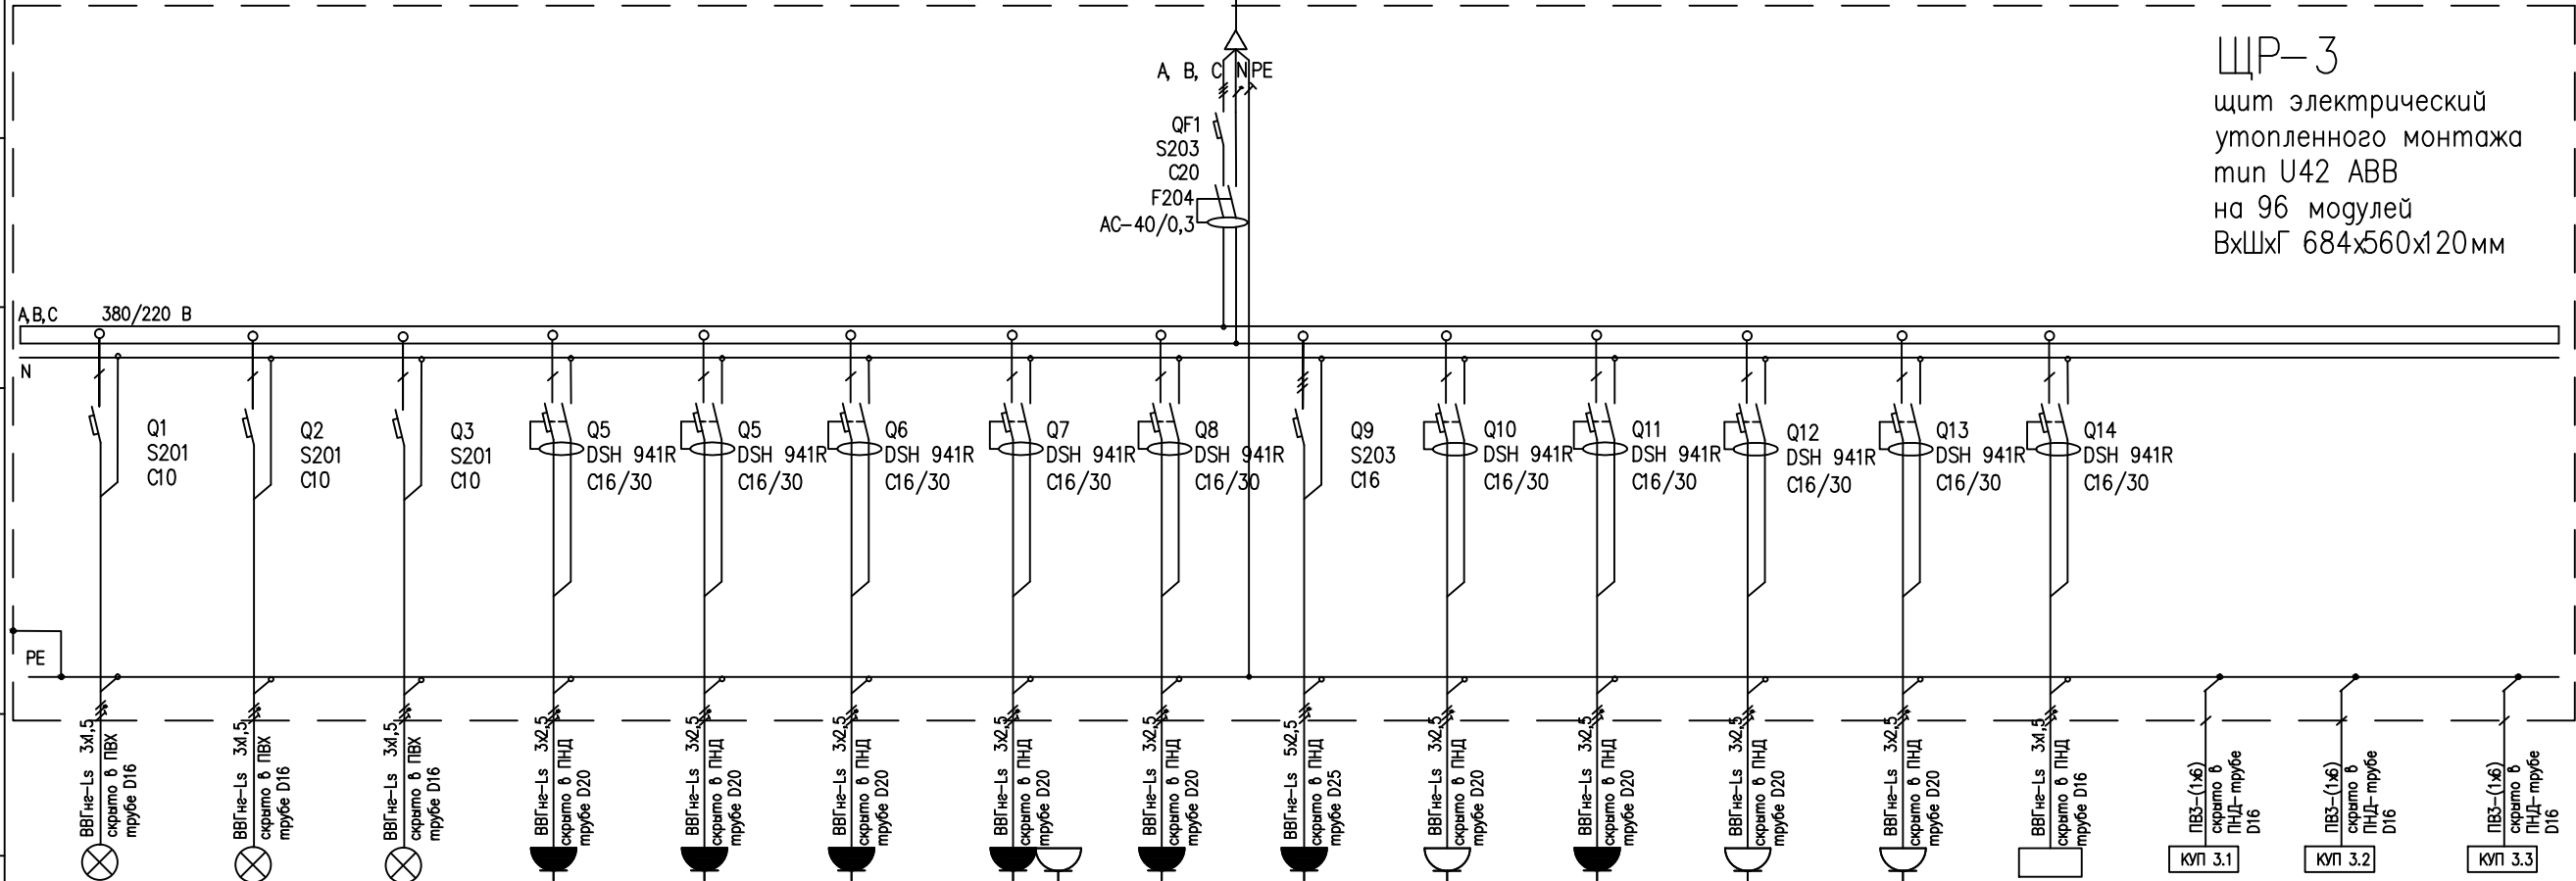 ЩР-3
щит электрический
утопленного монтажа
тип U42 ABB
на 96 модулей
ВхШхГ 684х560х120мм
A, B, C N PE
QF1
S203
C20
F204
AC-40/0,3
A,B,C 380/220 В
N
Q1
S201
C10
Q2
S201
C10
Q3
S201
C10
Q5
DSH 941R
C16/30
Q5
DSH 941R
C16/30
Q6
DSH 941R
C16/30
Q7
DSH 941R
C16/30
Q8
DSH 941R
C16/30
Q9
S203
C16
Q10
DSH 941R
C16/30
Q11
DSH 941R
C16/30
Q12
DSH 941R
C16/30
Q13
DSH 941R
C16/30
Q14
DSH 941R
C16/30
PE
ВВГнг-Ls 3х1,5
скрыто в ПВХ
трубе D16
ВВГнг-Ls 3х1,5
скрыто в ПВХ
трубе D16
ВВГнг-Ls 3х1,5
скрыто в ПВХ
трубе D16
ВВГнг-Ls 3х2,5
скрыто в ПНД
трубе D20
ВВГнг-Ls 3х2,5
скрыто в ПНД
трубе D20
ВВГнг-Ls 3х2,5
скрыто в ПНД
трубе D20
ВВГнг-Ls 3х2,5
скрыто в ПНД
трубе D20
ВВГнг-Ls 3х2,5
скрыто в ПНД
трубе D20
ВВГнг-Ls 5х2,5
скрыто в ПНД
трубе D25
ВВГнг-Ls 3х2,5
скрыто в ПНД
трубе D20
ВВГнг-Ls 3х2,5
скрыто в ПНД
трубе D20
ВВГнг-Ls 3х2,5
скрыто в ПНД
трубе D20
ВВГнг-Ls 3х2,5
скрыто в ПНД
трубе D20
ВВГнг-Ls 3х1,5
скрыто в ПНД
трубе D16
ПВ3-(1х6)
скрыто в
ПНД-трубе
D16
ПВ3-(1х6)
скрыто в
ПНД-трубе
D16
ПВ3-(1х6)
скрыто в
ПНД-трубе
D16
КУП 3.1
КУП 3.2
КУП 3.3